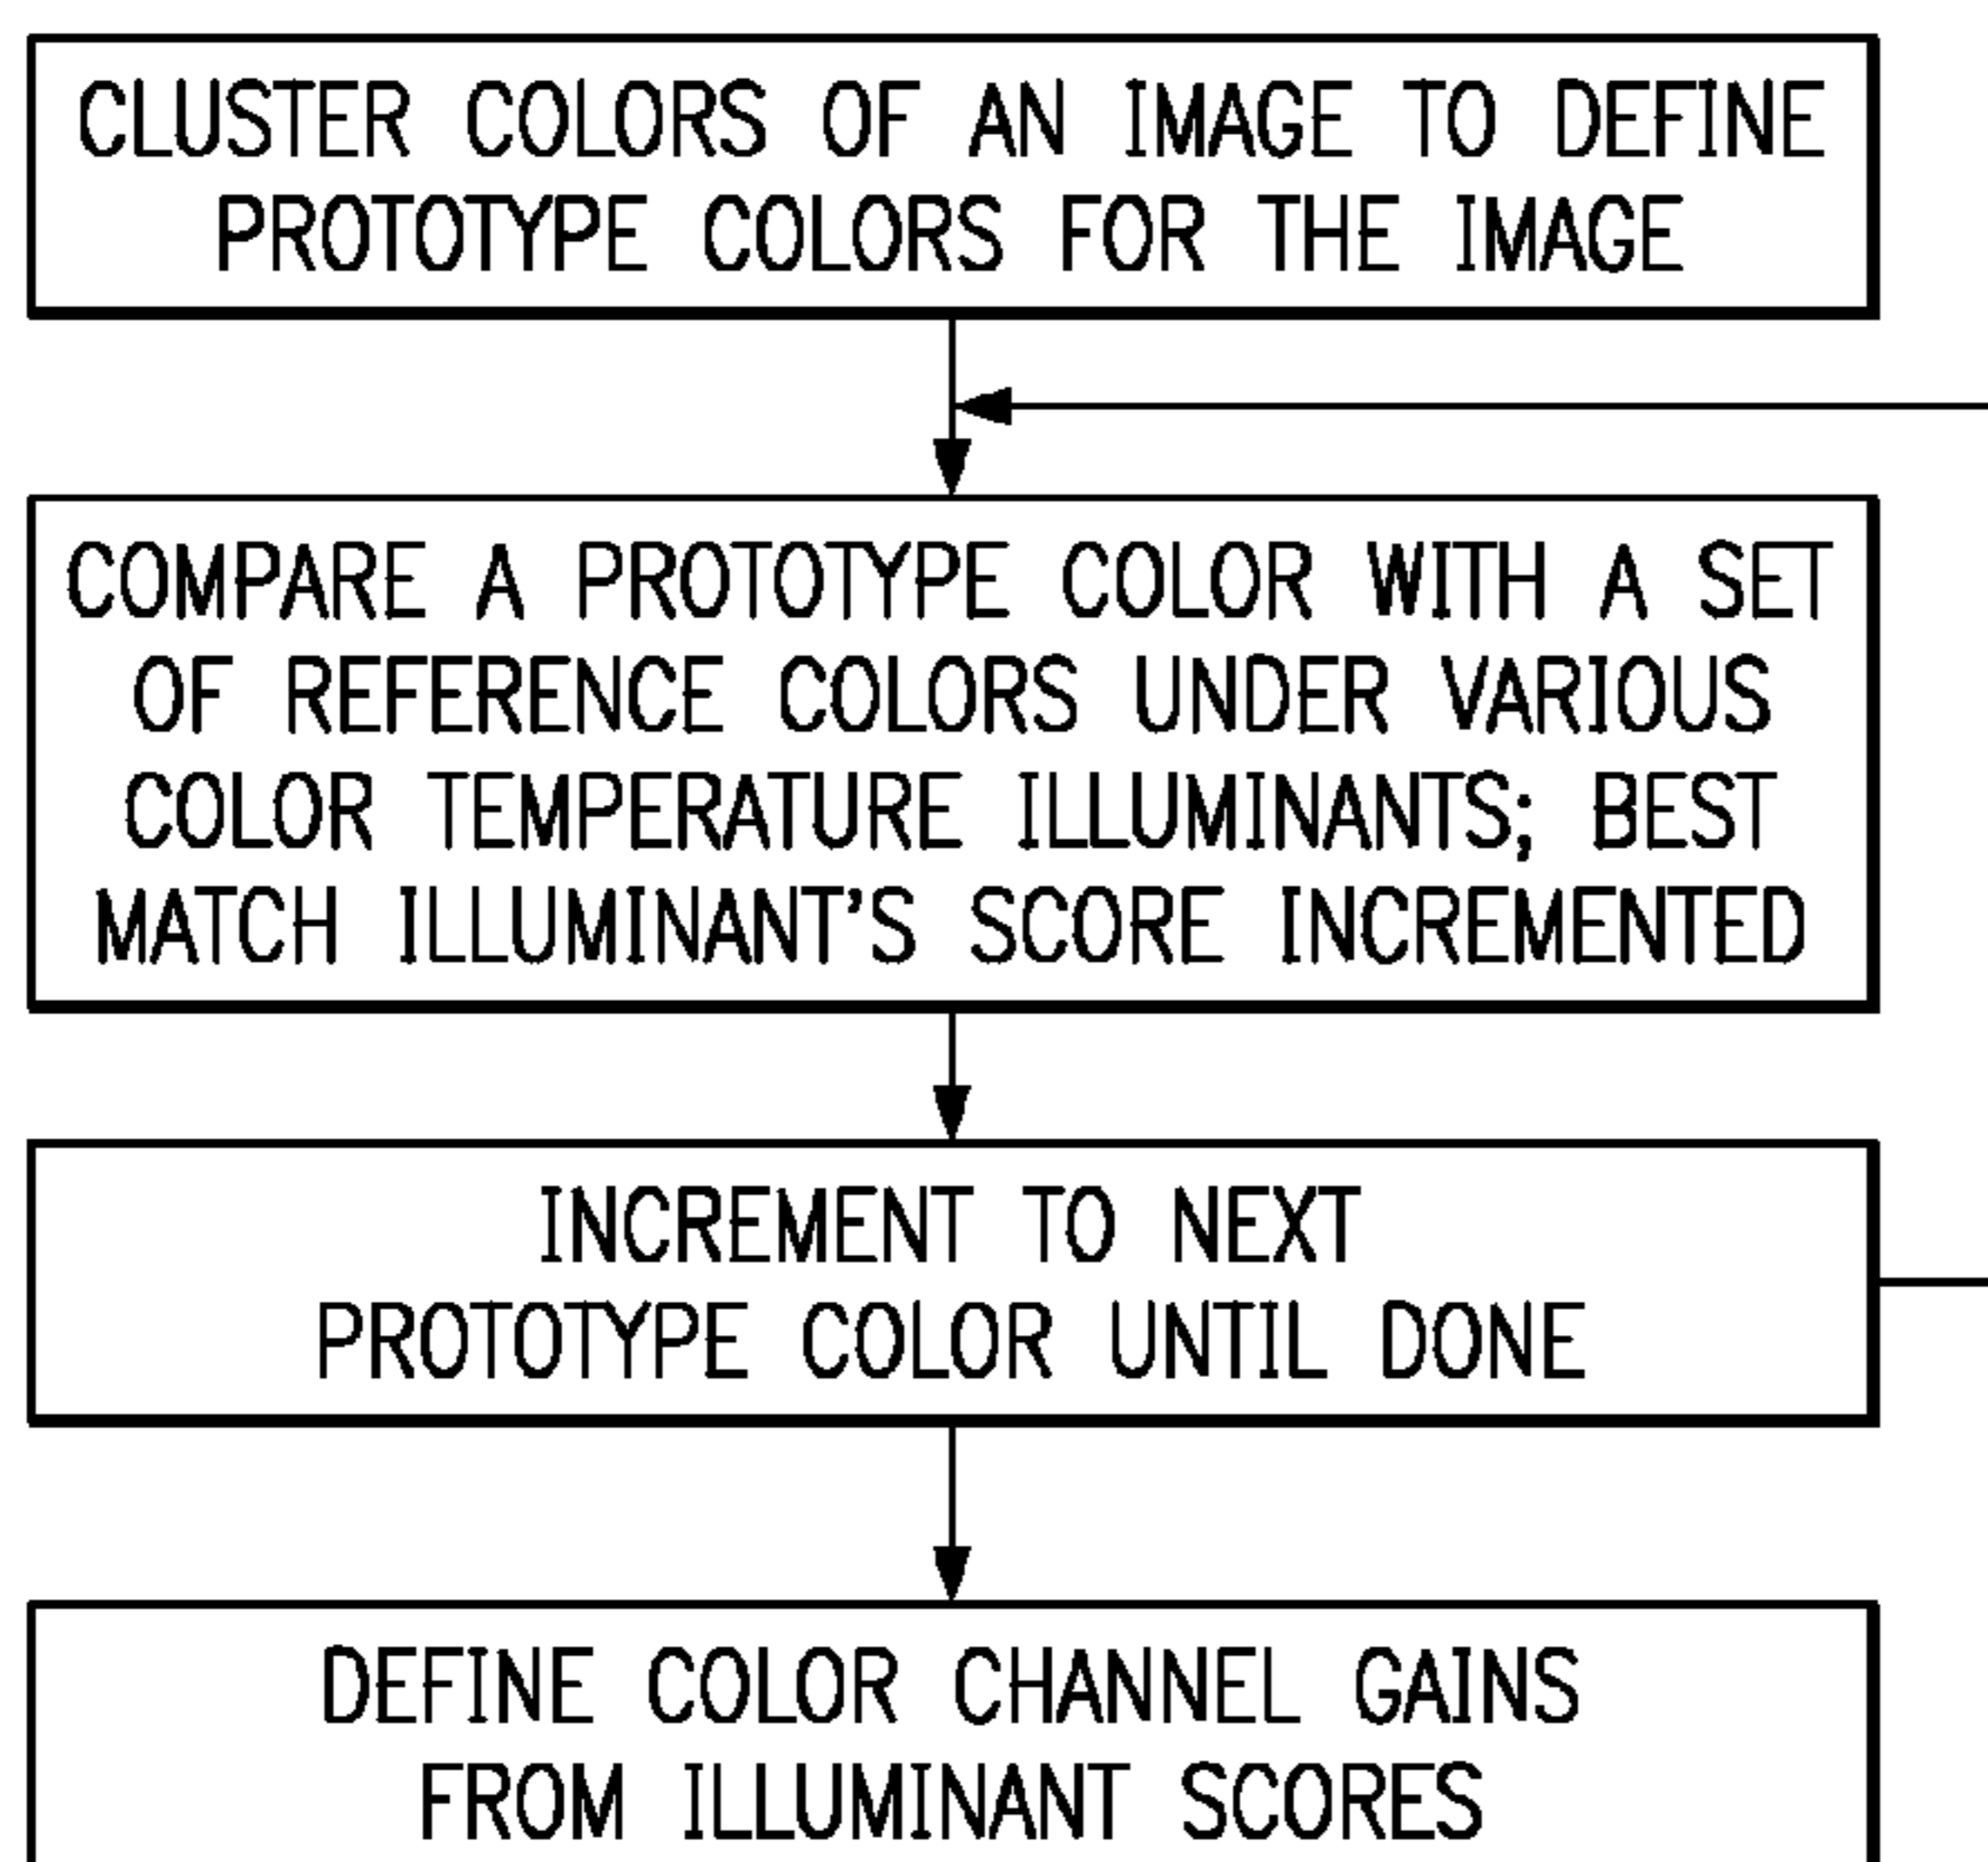 CLUSTER COLORS OF AN IMAGE TO DEFINE
PROTOTYPE COLORS FOR THE IMAGE
COMPARE A PROTOTYPE COLOR WITH A SET
OF REFERENCE COLORS UNDER VARIOUS
COLOR TEMPERATURE ILLUMINANTS; BEST
MATCH ILLUMINANT'S SCORE INCREMENTED
INCREMENT TO NEXT
PROTOTYPE COLOR UNTIL DONE
DEFINE COLOR CHANNEL GAINS
FROM ILLUMINANT SCORES